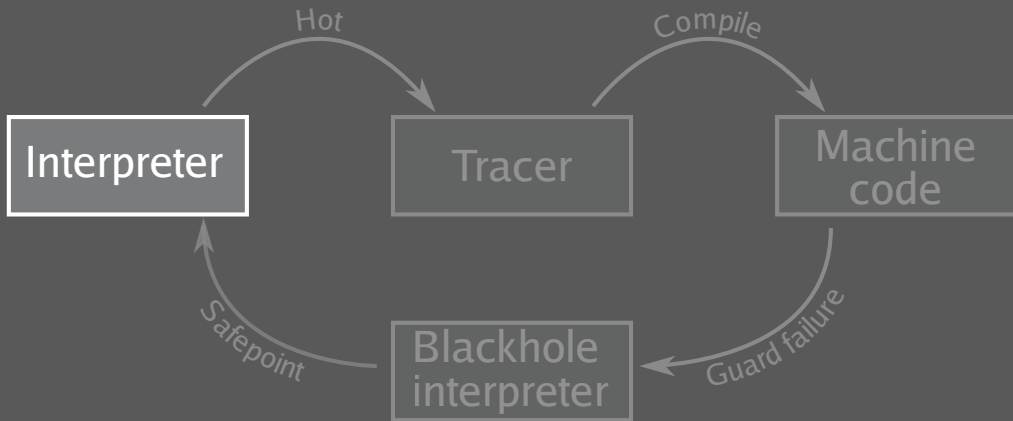 Hot
Compile
Interpreter
Tracer
Machine
code
Safepoint
Blackhole
interpreter
Guard failure